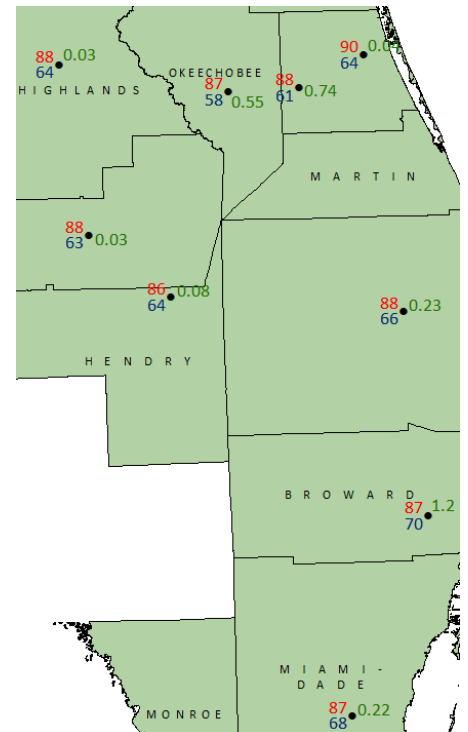 88 0.03
64
HIGHLANDS
OKEECHOBEE
87
58 0.55
88
61 0.74
90
64
MARTIN
88
63 0.03
86 0.08
64
88 0.23
66
HENDRY
BROWARD
87 1.2
70
MIAMI-
DADE
MONROE
87 0.22
68